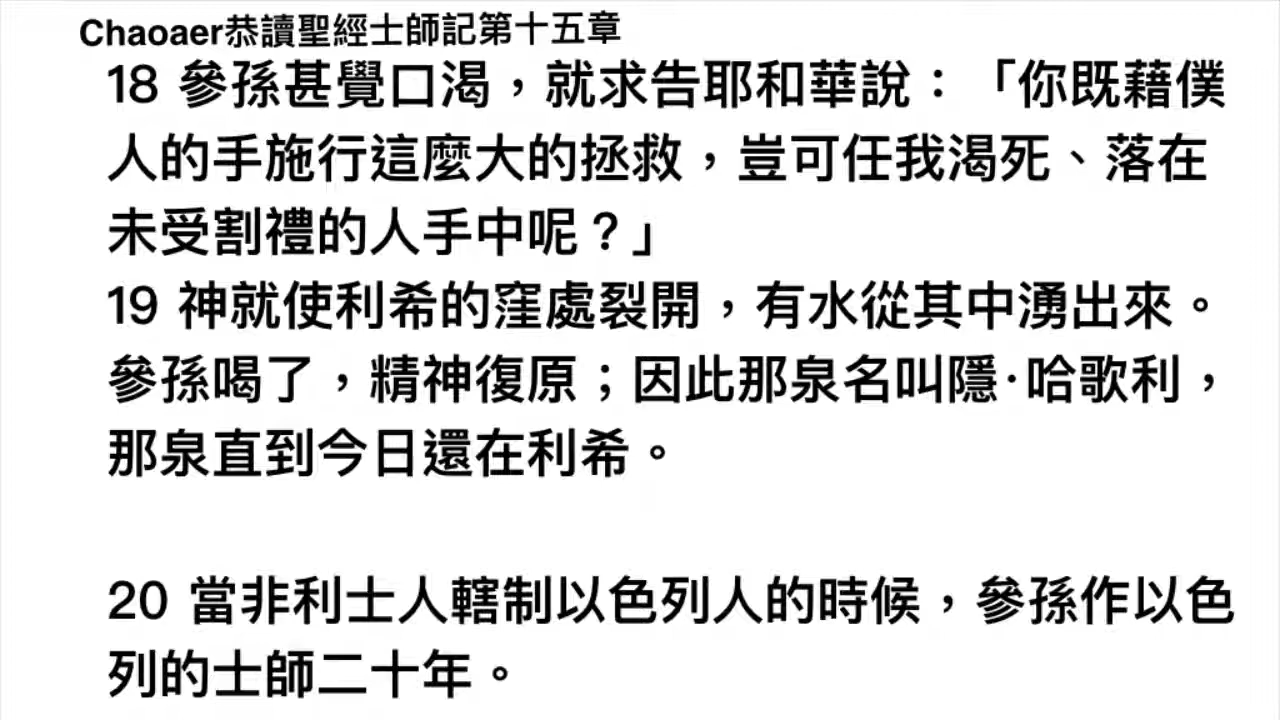 Chaoaer恭讀聖經士師記第十五章
18 參孫甚覺口渴，就求告耶和華說：「你既藉僕
人的手施行這麼大的拯救，豈可任我渴死、落在
未受割禮的人手中呢？」
19 神就使利希的窪處裂開，有水從其中湧出來。
參孫喝了，精神復原；因此那泉名叫隱·哈歌利，
那泉直到今日還在利希。
20 當非利士人轄制以色列人的時候，參孫作以色
列的士師二十年。